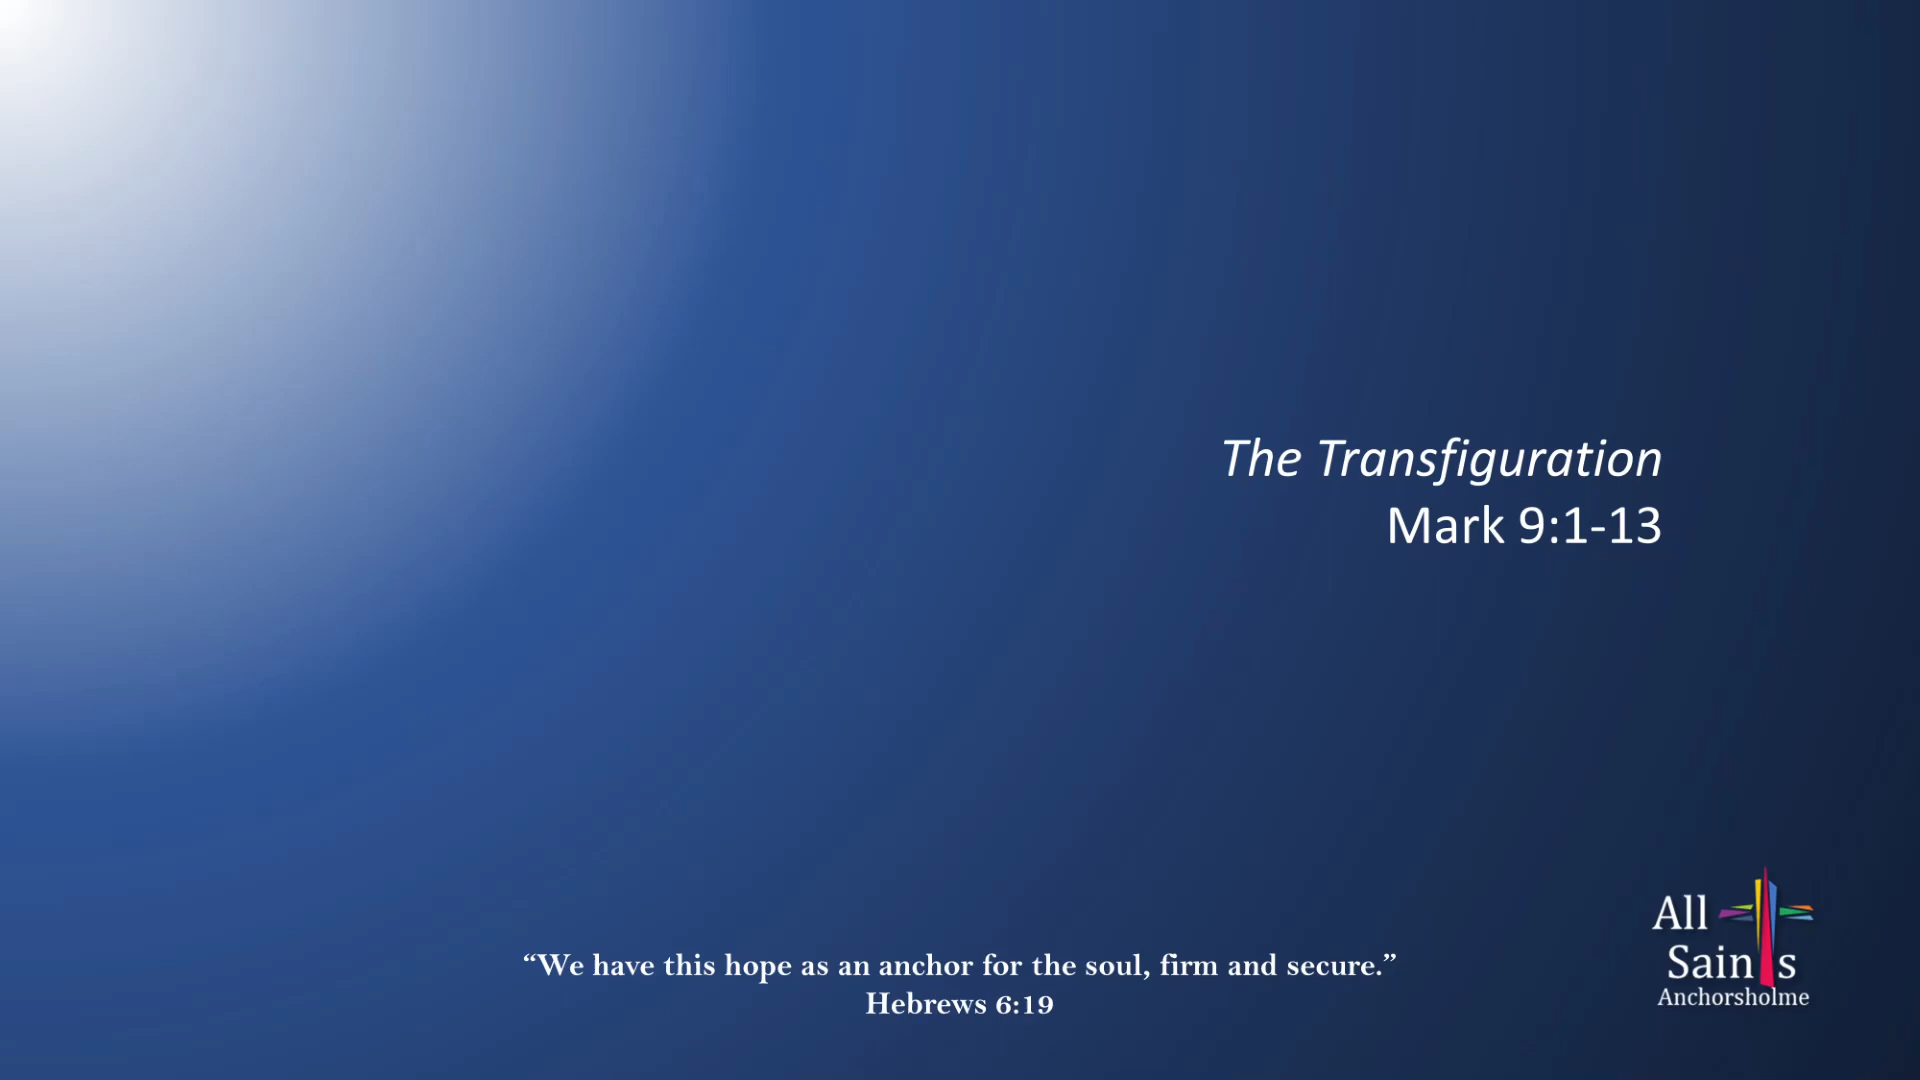 The Transfiguration
Mark 9:1-13
“We have this hope as an anchor for the soul, firm and secure.”
Hebrews 6:19
All
Saints
Anchorsholme